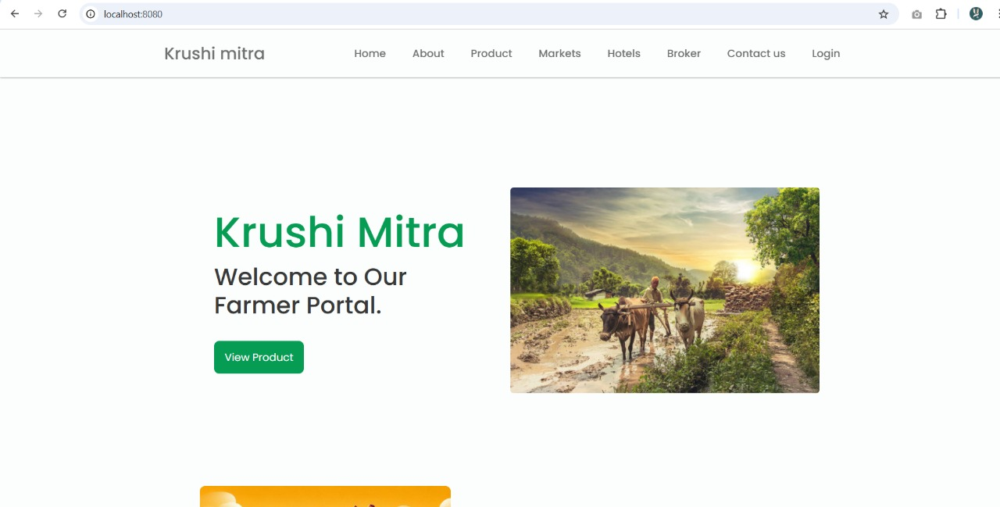 localhost:8080
Krushi mitra Home About Product Markets Hotels Broker Contact us Login
Krushi Mitra
Welcome to Our
Farmer Portal.
View Product